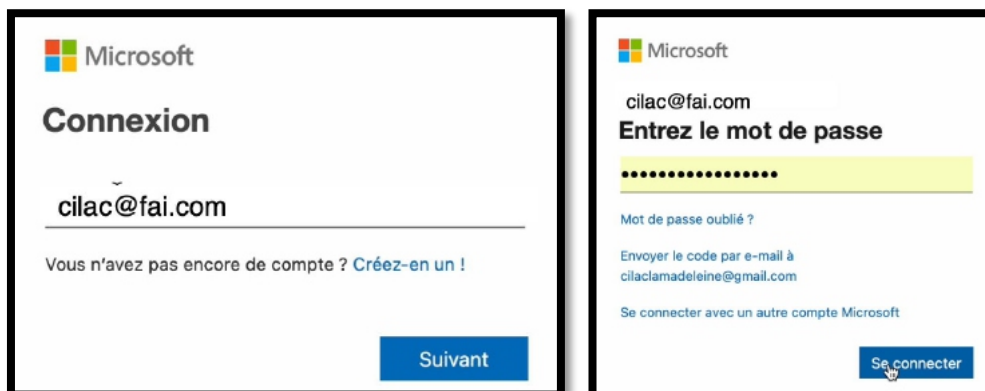 Microsoft
Connexion
cilac@fai.com
Vous n'avez pas encore de compte ? Créez-en un !
Suivant
Microsoft
cilac@fai.com
Entrez le mot de passe
•••••••••••••••••
Mot de passe oublié ?
Envoyer le code par e-mail à
cilaclamadeleine@gmail.com
Se connecter avec un autre compte Microsoft
Se connecter